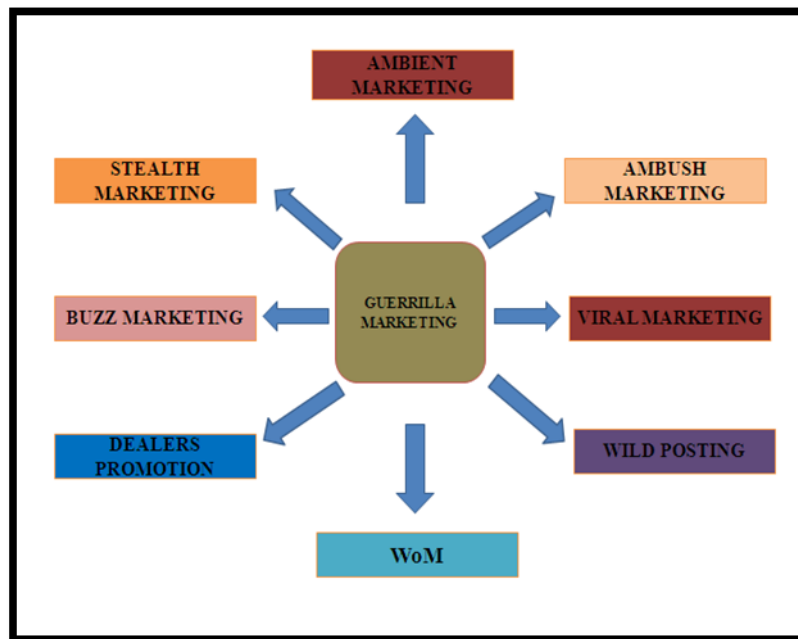 AMBIENT
MARKETING
STEALTH
MARKETING
AMBUSH
MARKETING
GUERRILLA
MARKETING
BUZZ MARKETING
VIRAL MARKETING
DEALERS
PROMOTION
WILD POSTING
WoM